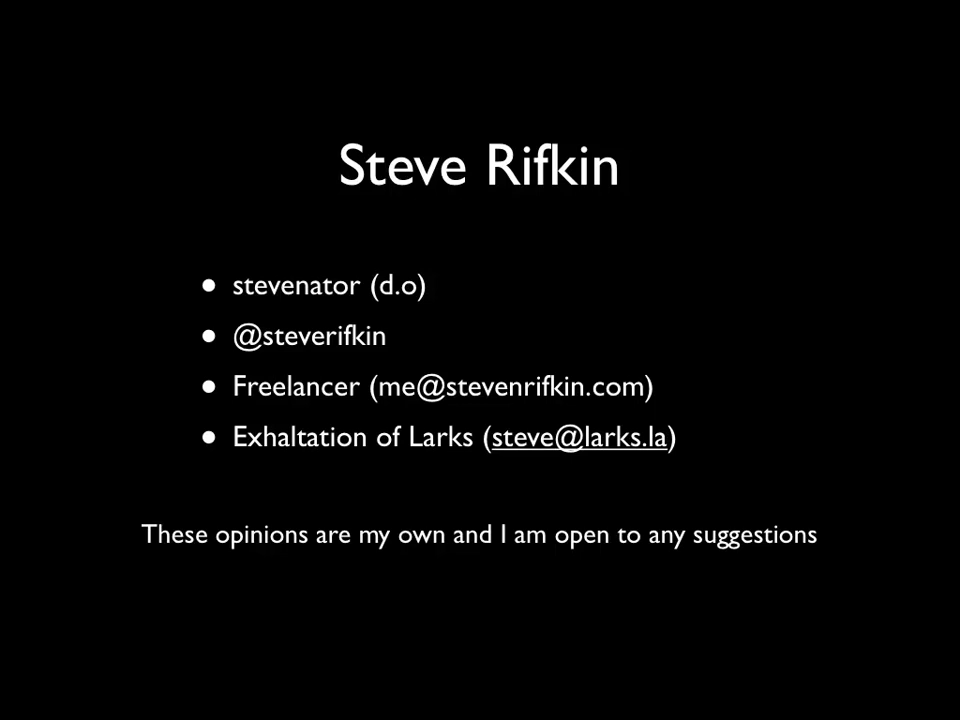 Steve Rifkin
• stevenator (d.o)
• @steverifkin
• Freelancer (me@stevenrifkin.com)
• Exhaltation of Larks (steve@larks.la)
These opinions are my own and I am open to any suggestions